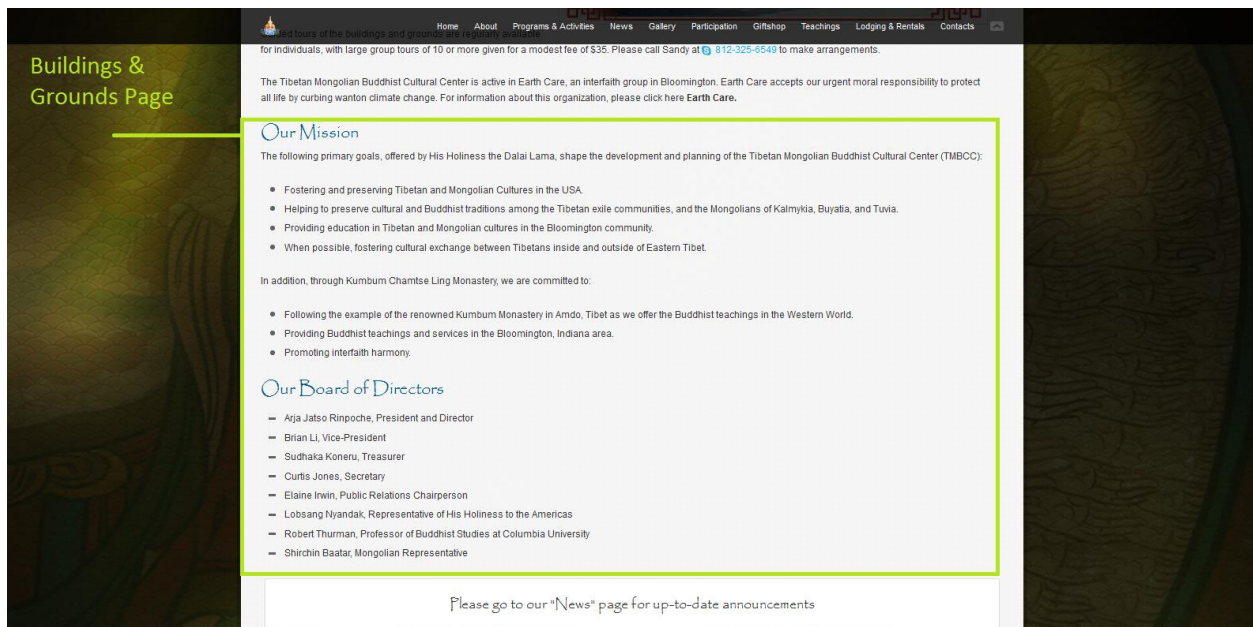 Home About Programs & Activities News Gallery Participation Giftshop Teachings Lodging & Rentals Contacts
Guided tours of the buildings and grounds are regularly available
for individuals, with large group tours of 10 or more given for a modest fee of $35. Please call Sandy at 812-325-6549 to make arrangements.
Buildings &
Grounds Page
The Tibetan Mongolian Buddhist Cultural Center is active in Earth Care, an interfaith group in Bloomington. Earth Care accepts our urgent moral responsibility to protect
all life by curbing wanton climate change. For information about this organization, please click here Earth Care.
Our Mission
The following primary goals, offered by His Holiness the Dalai Lama, shape the development and planning of the Tibetan Mongolian Buddhist Cultural Center (TMBCC):
Fostering and preserving Tibetan and Mongolian Cultures in the USA.
Helping to preserve cultural and Buddhist traditions among the Tibetan exile communities, and the Mongolians of Kalmykia, Buyatia, and Tuvia.
Providing education in Tibetan and Mongolian cultures in the Bloomington community.
When possible, fostering cultural exchange between Tibetans inside and outside of Eastern Tibet.
In addition, through Kumbum Chamtse Ling Monastery, we are committed to:
Following the example of the renowned Kumbum Monastery in Amdo, Tibet as we offer the Buddhist teachings in the Western World.
Providing Buddhist teachings and services in the Bloomington, Indiana area.
Promoting interfaith harmony.
Our Board of Directors
Arja Jatso Rinpoche, President and Director
Brian Li, Vice-President
Sudhaka Koneru, Treasurer
Curtis Jones, Secretary
Elaine Irwin, Public Relations Chairperson
Lobsang Nyandak, Representative of His Holiness to the Americas
Robert Thurman, Professor of Buddhist Studies at Columbia University
Shirchin Baatar, Mongolian Representative
Please go to our "News" page for up-to-date announcements